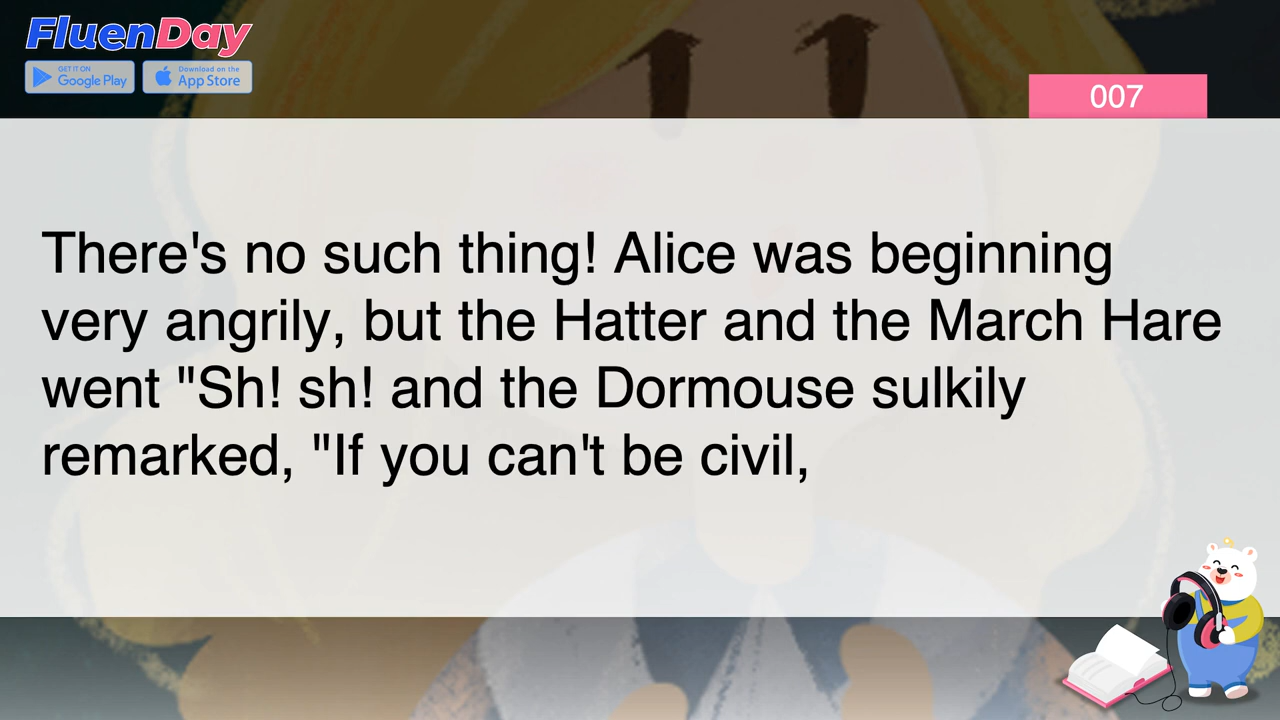 FluenDay
GET IT ON
Google Play
Download on the
App Store
007
There's no such thing! Alice was beginning
very angrily, but the Hatter and the March Hare
went "Sh! sh! and the Dormouse sulkily
remarked, "If you can't be civil,